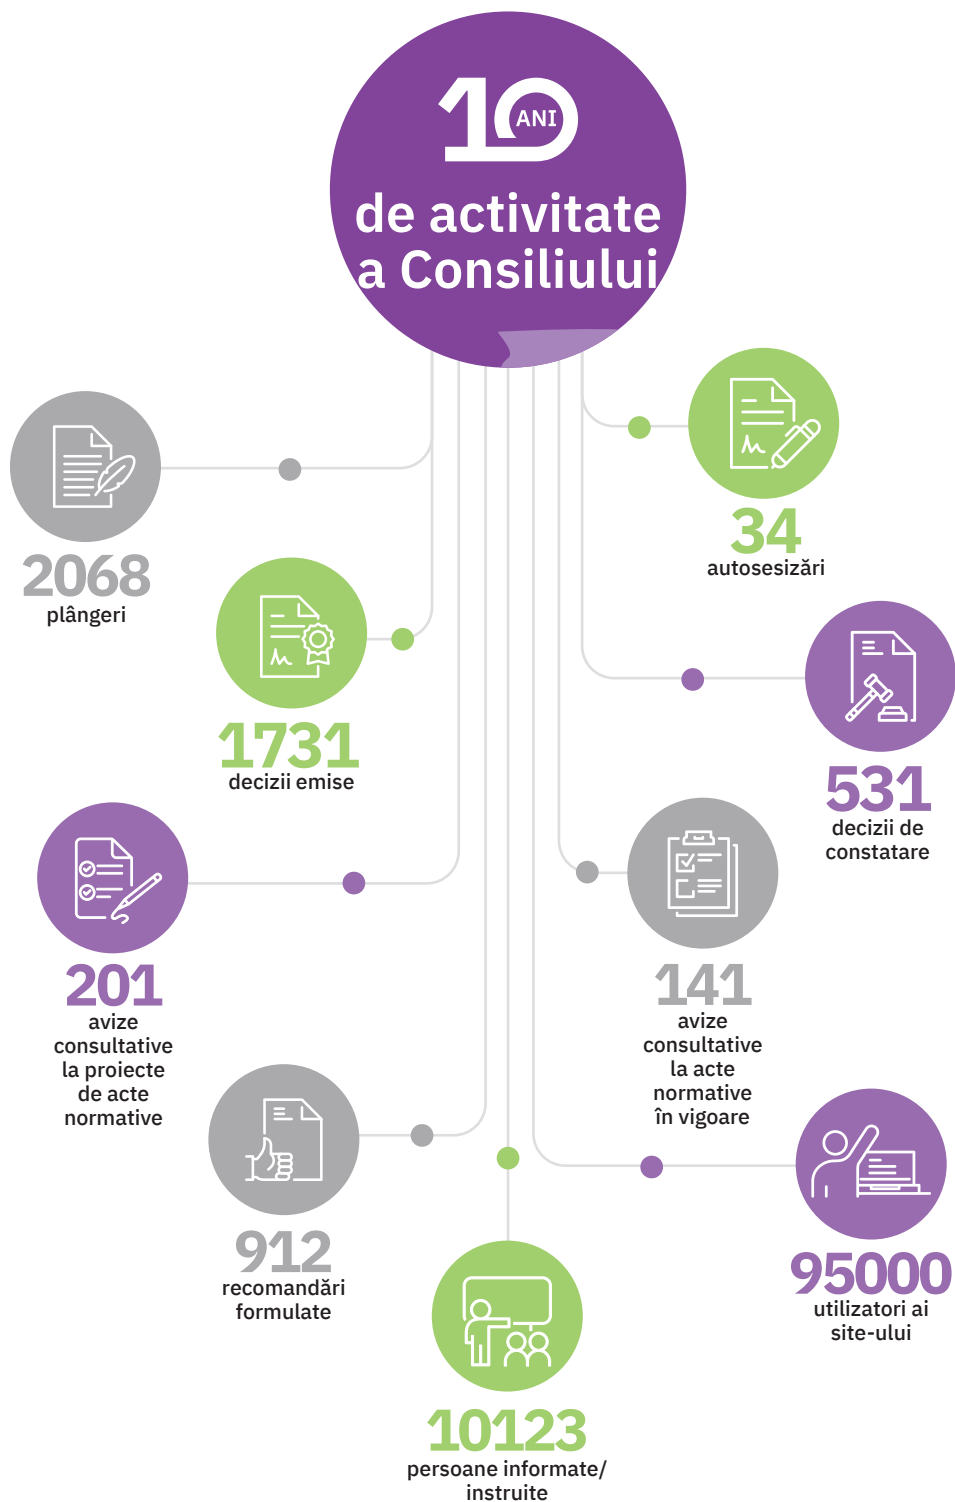 10 ANI
de activitate
a Consiliului
34
autosesizări
2068
plângeri
1731
decizii emise
531
decizii de
constatare
201
avize
consultative
la proiecte
de acte
normative
141
avize
consultative
la acte
normative
în vigoare
912
recomandări
formulate
95000
utilizatori ai
site-ului
10123
persoane informate/
instruite